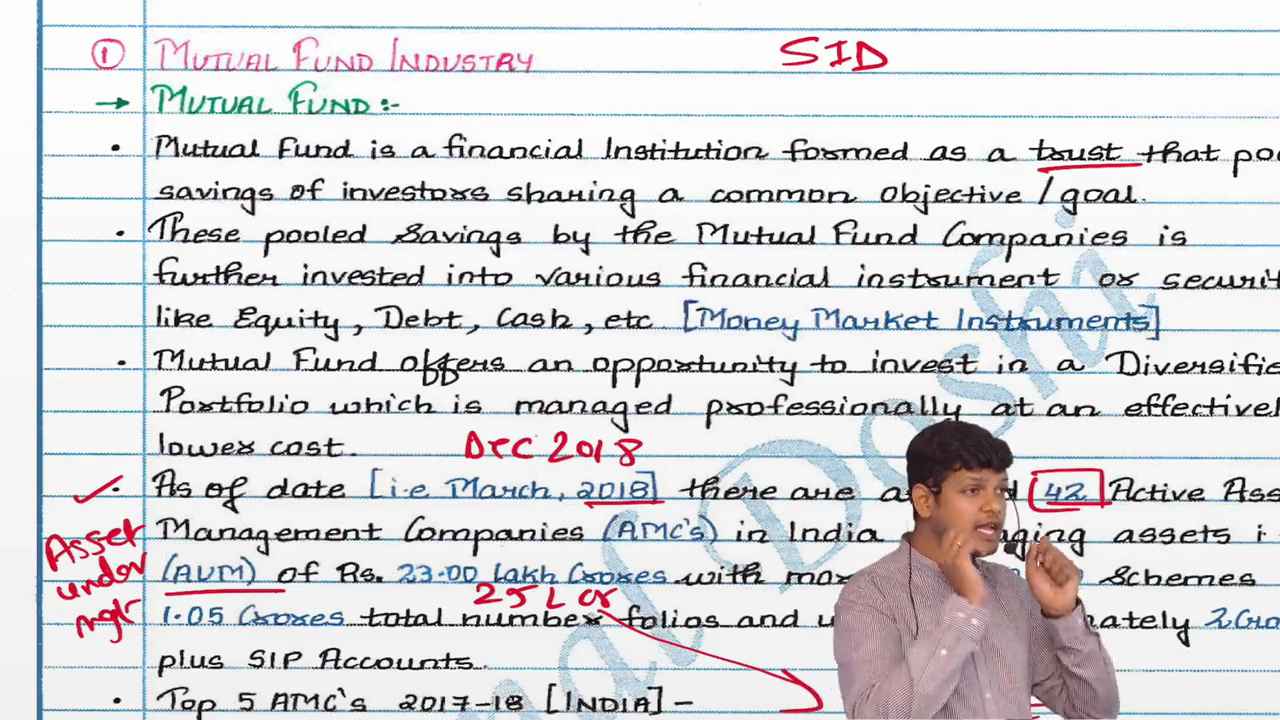 ① MUTUAL FUND INDUSTRY SID
→ MUTUAL FUND :-
• Mutual Fund is a financial Institution formed as a trust that
savings of investors sharing a common Objective / goal.
• These pooled savings by the Mutual Fund Companies is
further invested into various financial instrument or
like Equity, Debt, Cash, etc [Money Market Instruments]
• Mutual Fund offers an opportunity to invest in a
Portfolio which is managed professionally at an
lower cost. DEC 2018
• As of date [i.e March, 2018] there are 42 Active
Asset Management Companies (AMC's) in India assets
under (AUM) of Rs. 23.00 Lakh Crores with Schemes
25 L cr
mgt 1.05 Crores total number folios and
plus SIP Accounts.
• Top 5 AMC's 2017-18 [INDIA] -